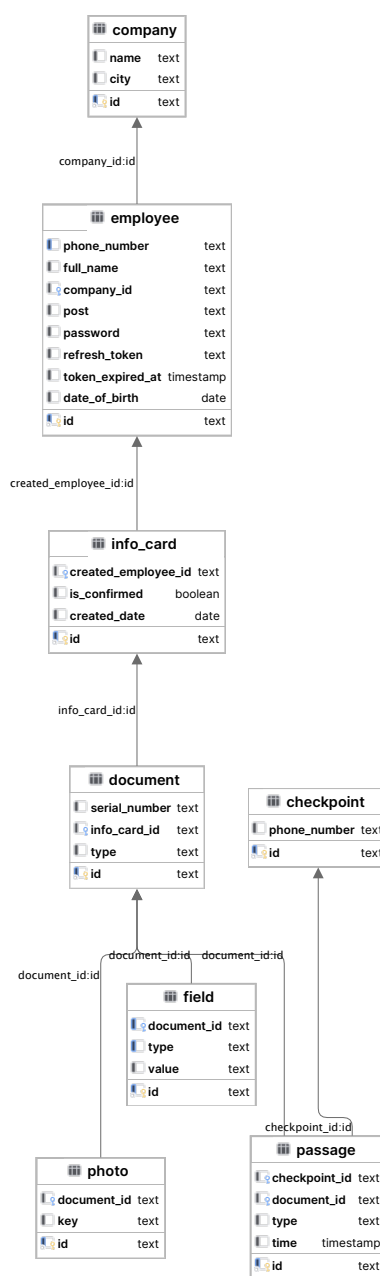 company
name text
city text
id text
company_id:id
employee
phone_number text
full_name text
company_id text
post text
password text
refresh_token text
token_expired_at timestamp
date_of_birth date
id text
created_employee_id:id
info_card
created_employee_id text
is_confirmed boolean
created_date date
id text
info_card_id:id
document
serial_number text
info_card_id text
type text
id text
checkpoint
phone_number text
id text
document_id:id
document_id:id
document_id:id
field
document_id text
type text
value text
id text
checkpoint_id:id
photo
document_id text
key text
id text
passage
checkpoint_id text
document_id text
type text
time timestamp
id text